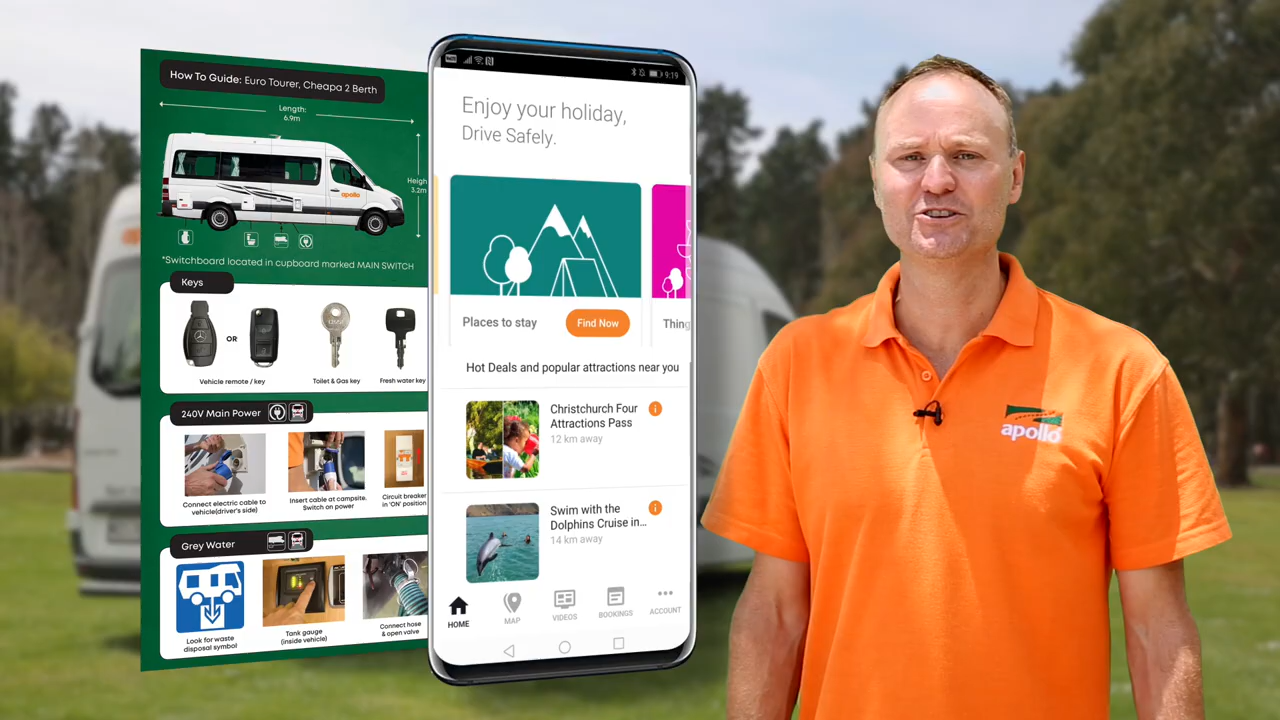 How To Guide: Euro Tourer, Cheapa 2 Berth
Length:
6.9m
Heigh
3.2m
apollo
*Switchboard located in cupboard marked MAIN SWITCH
Keys
OR
Vehicle remote / key
Toilet & Gas key
Fresh water key
240V Main Power
Connect electric cable to
vehicle(driver's side)
Insert cable at campsite.
Switch on power
Circuit breaker
in 'ON' position
Grey Water
Look for waste
disposal symbol
Tank gauge
(inside vehicle)
Connect hose
& open valve
9:19
Enjoy your holiday,
Drive Safely.
Places to stay
Find Now
Thing
Hot Deals and popular attractions near you
Christchurch Four
Attractions Pass
12 km away
Swim with the
Dolphins Cruise in...
14 km away
HOME
MAP
VIDEOS
BOOKINGS
ACCOUNT
apollo